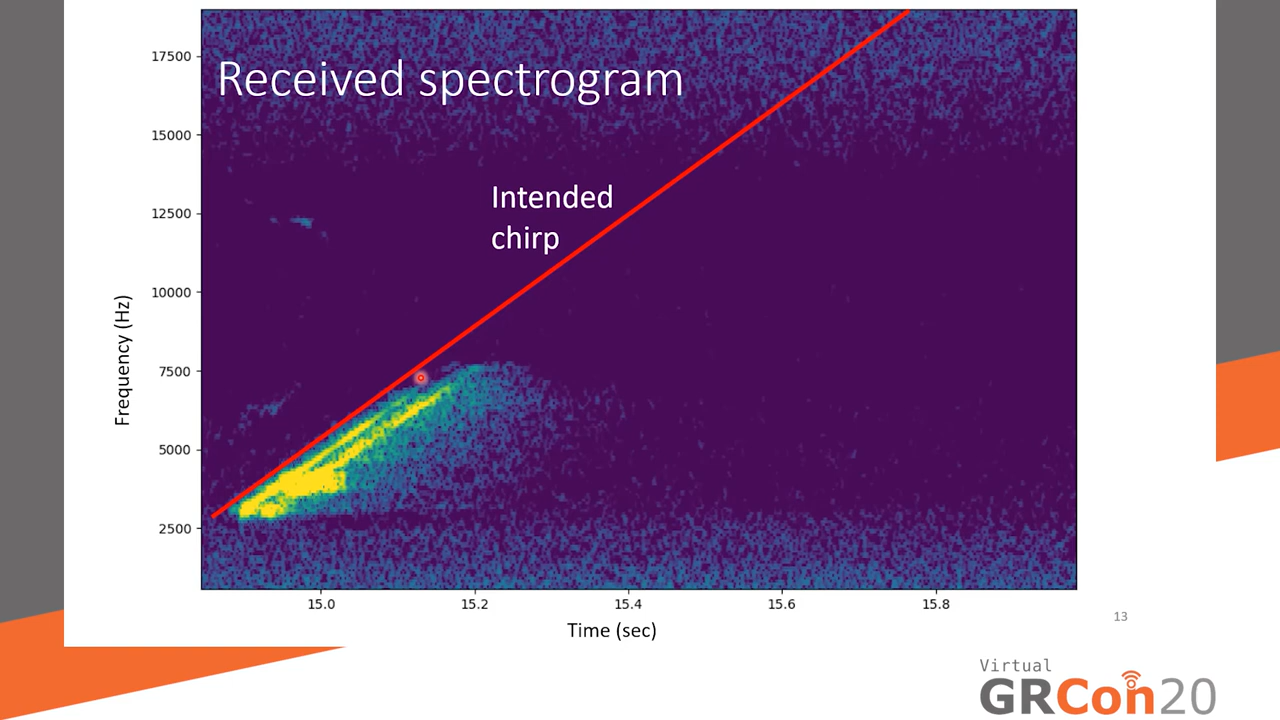 Received spectrogram
Intended
chirp
Frequency (Hz)
17500
15000
12500
10000
7500
5000
2500
15.0 15.2 15.4 15.6 15.8
Time (sec)
13
Virtual
GRCon20